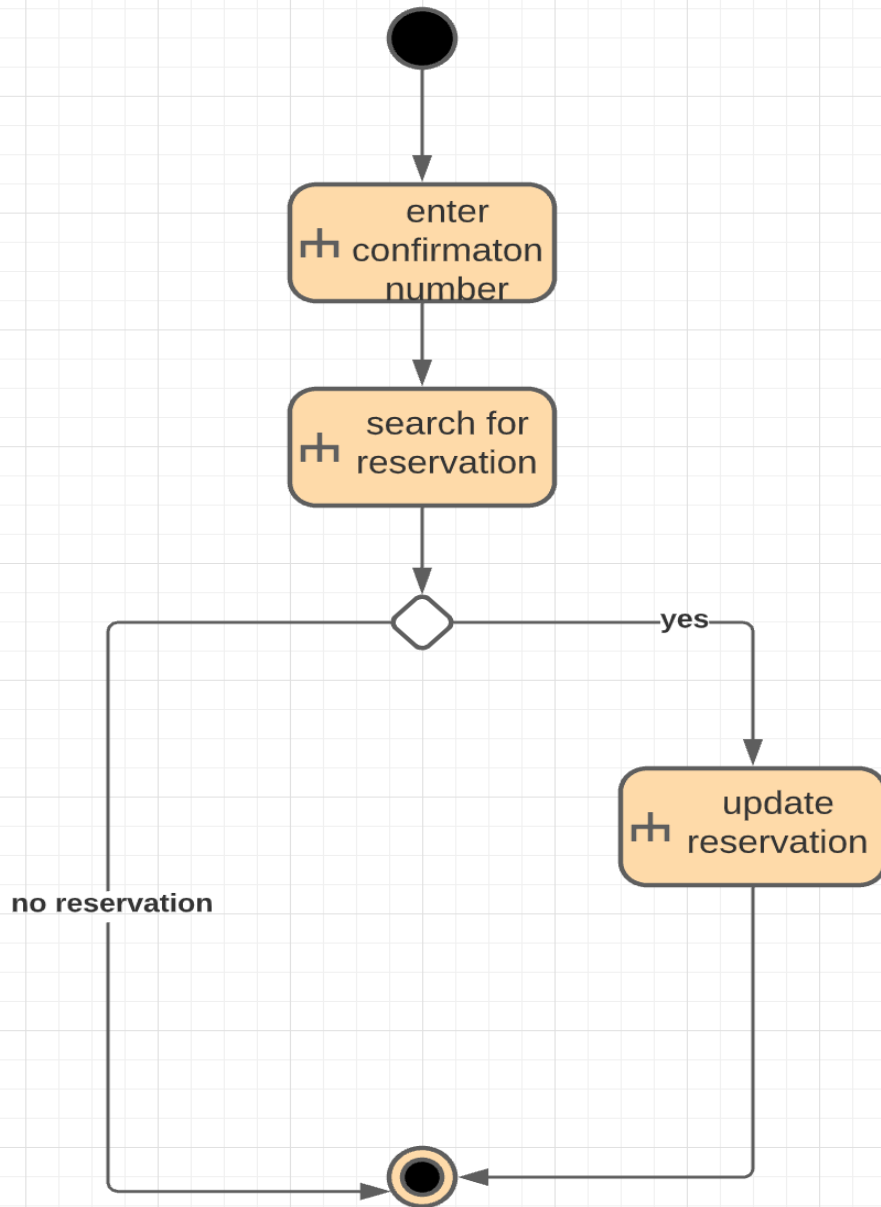 enter
confirmaton
number
search for
reservation
yes
update
reservation
no reservation